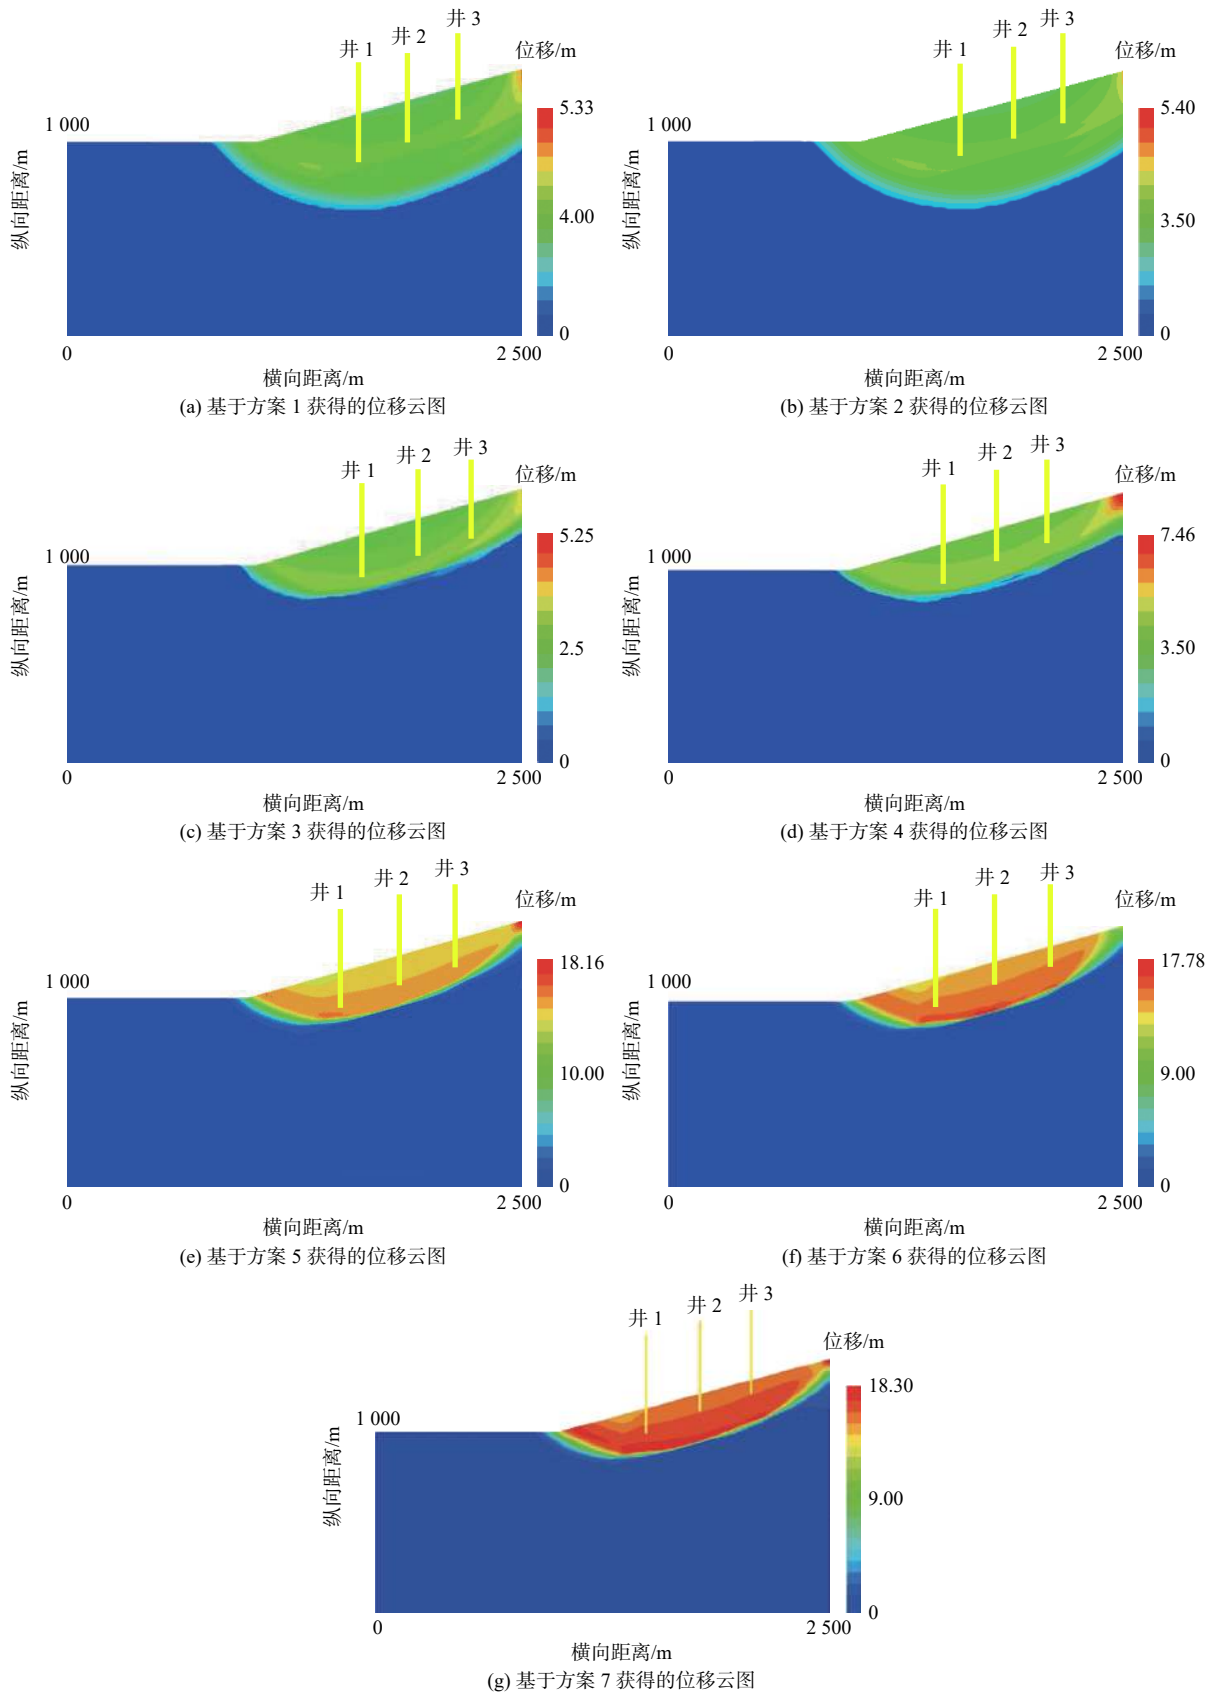 井 1
井 2
井 3
位移/m
5.33
4.00
0
1 000
纵向距离/m
0
2 500
横向距离/m
(a) 基于方案 1 获得的位移云图
井 1
井 2
井 3
位移/m
5.40
3.50
0
1 000
纵向距离/m
0
2 500
横向距离/m
(b) 基于方案 2 获得的位移云图
井 1
井 2
井 3
位移/m
5.25
2.5
0
1 000
纵向距离/m
0
2 500
横向距离/m
(c) 基于方案 3 获得的位移云图
井 1
井 2
井 3
位移/m
7.46
3.50
0
1 000
纵向距离/m
0
2 500
横向距离/m
(d) 基于方案 4 获得的位移云图
井 1
井 2
井 3
位移/m
18.16
10.00
0
1 000
纵向距离/m
0
2 500
横向距离/m
(e) 基于方案 5 获得的位移云图
井 1
井 2
井 3
位移/m
17.78
9.00
0
1 000
纵向距离/m
0
2 500
横向距离/m
(f) 基于方案 6 获得的位移云图
井 1
井 2
井 3
位移/m
18.30
9.00
0
1 000
纵向距离/m
0
2 500
横向距离/m
(g) 基于方案 7 获得的位移云图